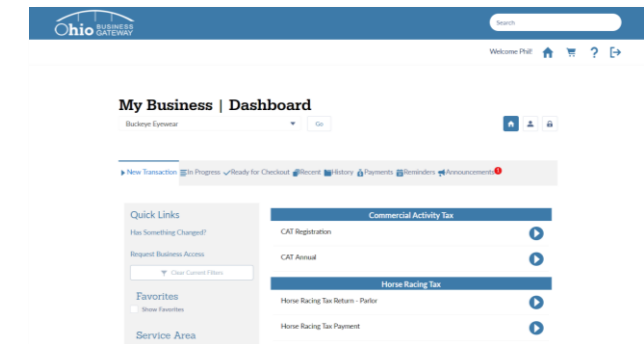 Ohio BUSINESS GATEWAY
Search
Welcome Phil! ?
My Business | Dashboard
Buckeye Eyewear Go
New Transaction In Progress Ready for Checkout Recent History Payments Reminders Announcements !
Quick Links
Has Something Changed?
Request Business Access
Clear Current Filters
Favorites
Show Favorites
Service Area
Commercial Activity Tax
CAT Registration
CAT Annual
Horse Racing Tax
Horse Racing Tax Return - Parlor
Horse Racing Tax Payment